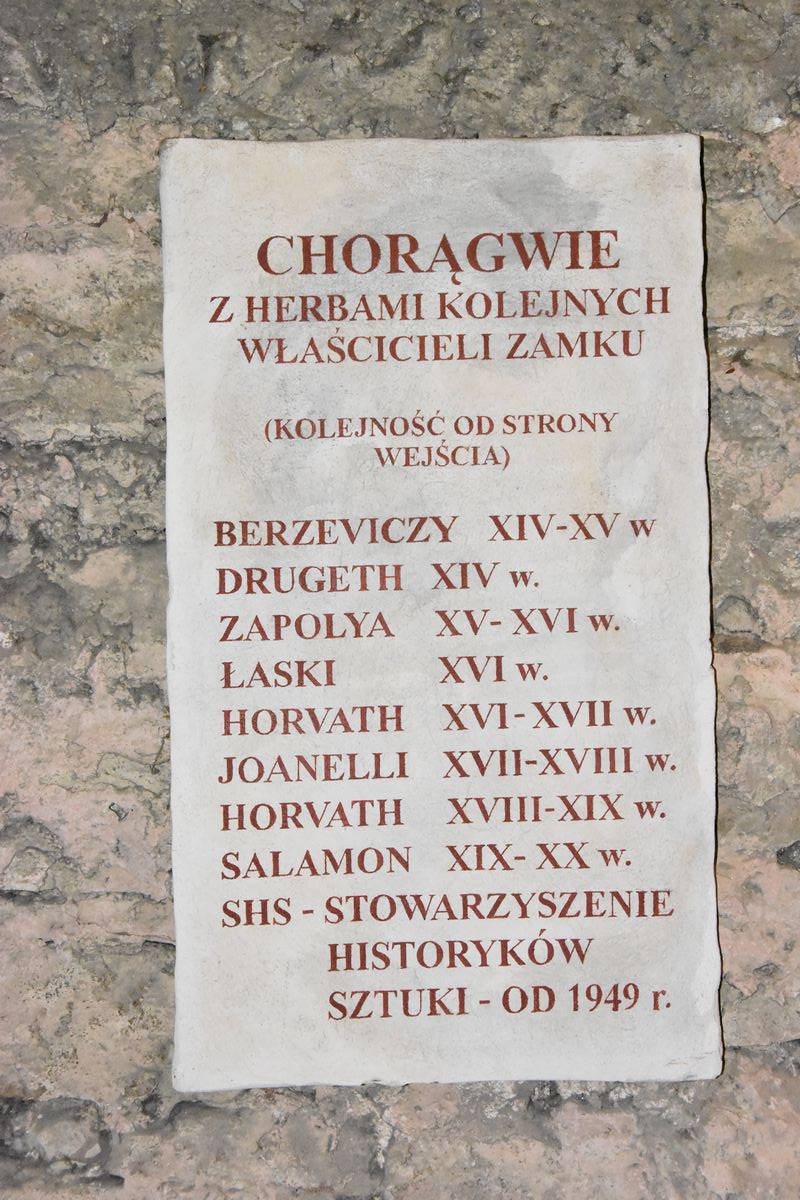 CHORĄGWIE
Z HERBAMI KOLEJNYCH
WŁAŚCICIELI ZAMKU
(KOLEJNOŚĆ OD STRONY
WEJŚCIA)
BERZEVICZY XIV-XV w
DRUGETH XIV w.
ZAPOLYA XV- XVI w.
ŁASKI XVI w.
HORVATH XVI-XVII w.
JOANELLI XVII-XVIII w.
HORVATH XVIII-XIX w.
SALAMON XIX- XX w.
SHS - STOWARZYSZENIE
HISTORYKÓW
SZTUKI - OD 1949 r.